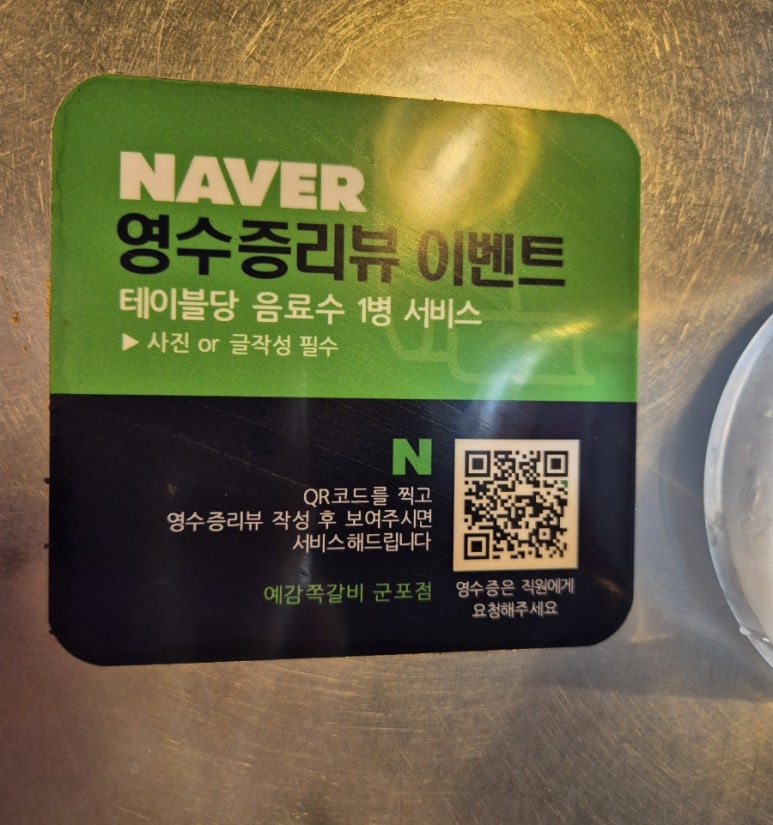 NAVER
영수증리뷰 이벤트
테이블당 음료수 1병 서비스
▶ 사진 or 글작성 필수
N
QR코드를 찍고
영수증리뷰 작성 후 보여주시면
서비스해드립니다
예감쪽갈비 군포점
영수증은 직원에게
요청해주세요